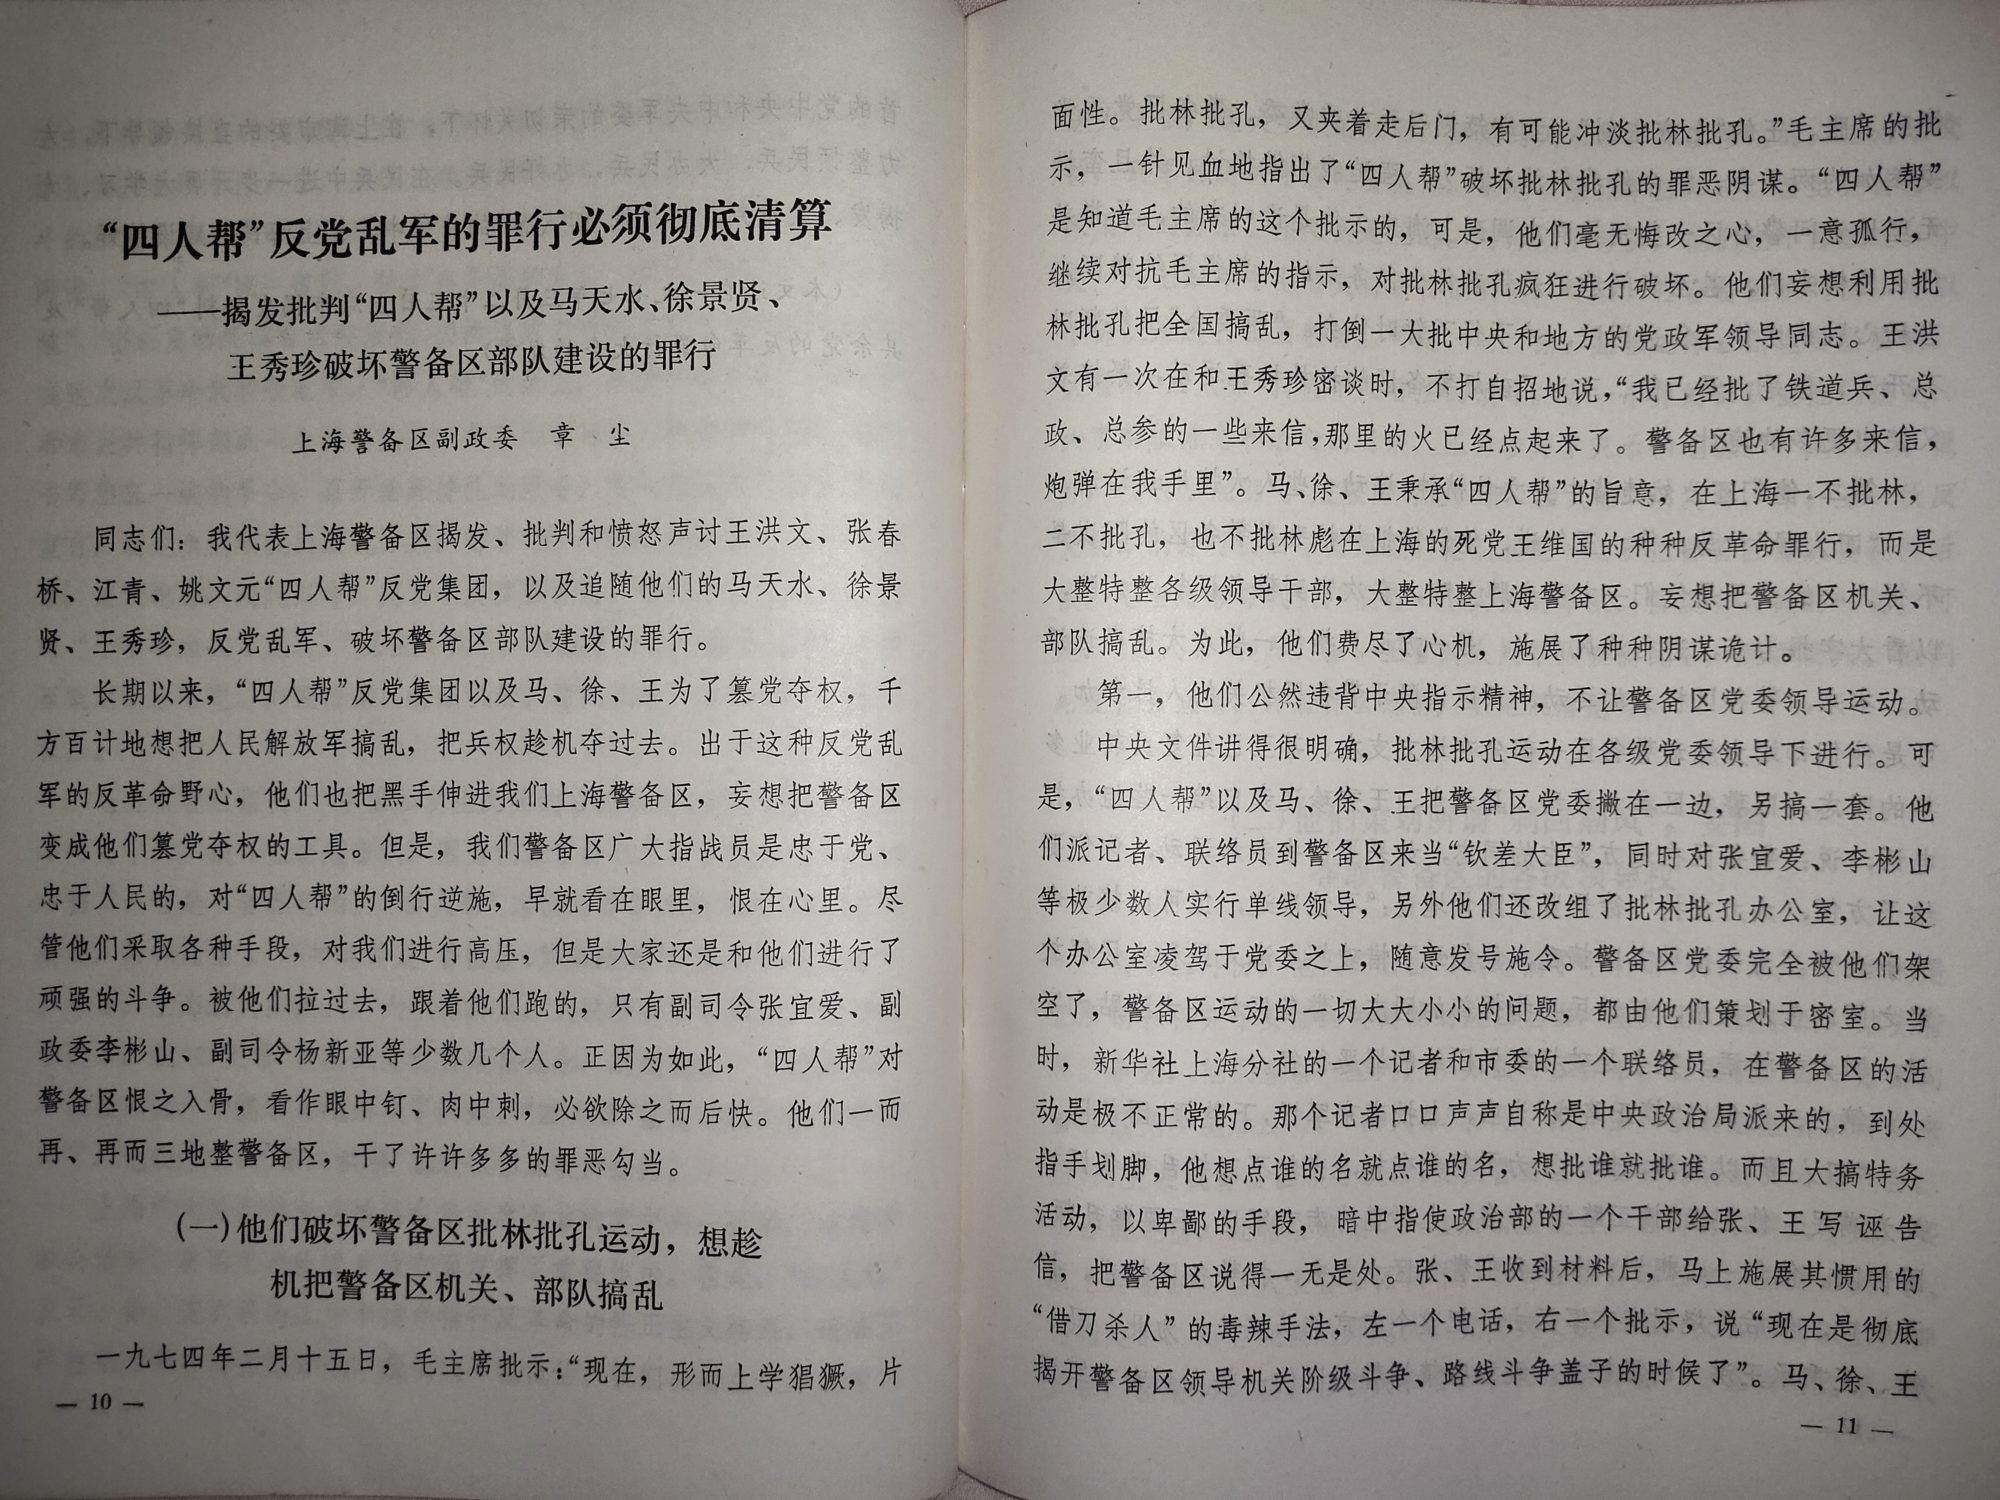 “四人帮”反党乱军的罪行必须彻底清算
——揭发批判“四人帮”以及马天水、徐景贤、
王秀珍破坏警备区部队建设的罪行
上海警备区副政委 章 尘
同志们：我代表上海警备区揭发、批判和愤怒声讨王洪文、张春
桥、江青、姚文元“四人帮”反党集团，以及追随他们的马天水、徐景
贤、王秀珍，反党乱军、破坏警备区部队建设的罪行。
长期以来，“四人帮”反党集团以及马、徐、王为了篡党夺权，千
方百计地想把人民解放军搞乱，把兵权趁机夺过去。出于这种反党乱
军的反革命野心，他们也把黑手伸进我们上海警备区，妄想把警备区
变成他们篡党夺权的工具。但是，我们警备区广大指战员是忠于党、
忠于人民的，对“四人帮”的倒行逆施，早就看在眼里，恨在心里。尽
管他们采取各种手段，对我们进行高压，但是大家还是和他们进行了
顽强的斗争。被他们拉过去，跟着他们跑的，只有副司令张宜爱、副
政委李彬山、副司令杨新亚等少数几个人。正因为如此，“四人帮”对
警备区恨之入骨，看作眼中钉、肉中刺，必欲除之而后快。他们一而
再、再而三地整警备区，干了许许多多的罪恶勾当。
(一)他们破坏警备区批林批孔运动，想趁
机把警备区机关、部队搞乱
一九七四年二月十五日，毛主席批示：“现在，形而上学猖獗，片
— 10 —
面性。批林批孔，又夹着走后门，有可能冲淡批林批孔。”毛主席的批
示，一针见血地指出了“四人帮”破坏批林批孔的罪恶阴谋。“四人帮”
是知道毛主席的这个批示的，可是，他们毫无悔改之心，一意孤行，
继续对抗毛主席的指示，对批林批孔疯狂进行破坏。他们妄想利用批
林批孔把全国搞乱，打倒一大批中央和地方的党政军领导同志。王洪
文有一次在和王秀珍密谈时，不打自招地说，“我已经批了铁道兵、总
政、总参的一些来信，那里的火已经点起来了。警备区也有许多来信，
炮弹在我手里”。马、徐、王秉承“四人帮”的旨意，在上海一不批林，
二不批孔，也不批林彪在上海的死党王维国的种种反革命罪行，而是
大整特整各级领导干部，大整特整上海警备区。妄想把警备区机关、
部队搞乱。为此，他们费尽了心机，施展了种种阴谋诡计。
第一，他们公然违背中央指示精神，不让警备区党委领导运动。
中央文件讲得很明确，批林批孔运动在各级党委领导下进行。可
是，“四人帮”以及马、徐、王把警备区党委撇在一边，另搞一套。他
们派记者、联络员到警备区来当“钦差大臣”，同时对张宜爱、李彬山
等极少数人实行单线领导，另外他们还改组了批林批孔办公室，让这
个办公室凌驾于党委之上，随意发号施令。警备区党委完全被他们架
空了，警备区运动的一切大大小小的问题，都由他们策划于密室。当
时，新华社上海分社的一个记者和市委的一个联络员，在警备区的活
动是极不正常的。那个记者口口声声自称是中央政治局派来的，到处
指手划脚，他想点谁的名就点谁的名，想批谁就批谁。而且大搞特务
活动，以卑鄙的手段，暗中指使政治部的一个干部给张、王写诬告
信，把警备区说得一无是处。张、王收到材料后，马上施展其惯用的
“借刀杀人”的毒辣手法，左一个电话，右一个批示，说“现在是彻底
揭开警备区领导机关阶级斗争、路线斗争盖子的时候了”。马、徐、王
— 11 —